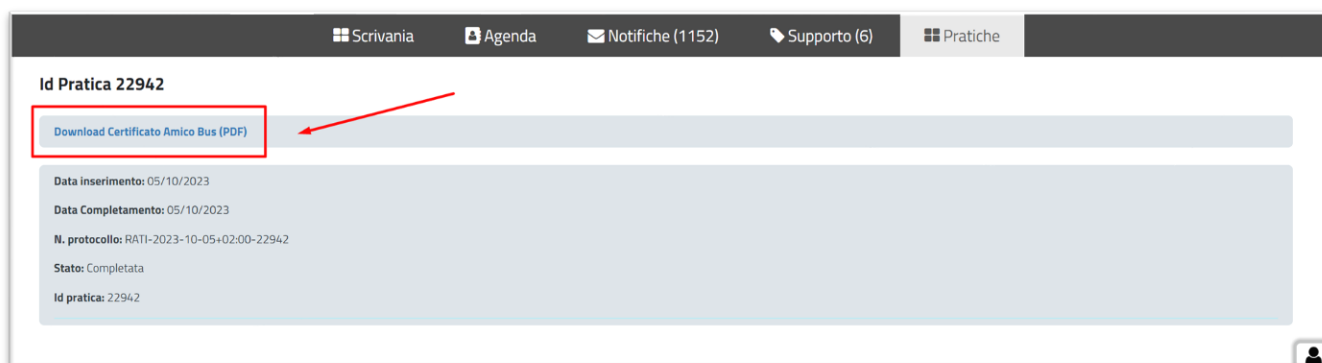 Scrivania Agenda Notifiche (1152) Supporto (6) Pratiche
Id Pratica 22942
Download Certificato Amico Bus (PDF)
Data inserimento: 05/10/2023
Data Completamento: 05/10/2023
N. protocollo: RATI-2023-10-05+02:00-22942
Stato: Completata
Id pratica: 22942